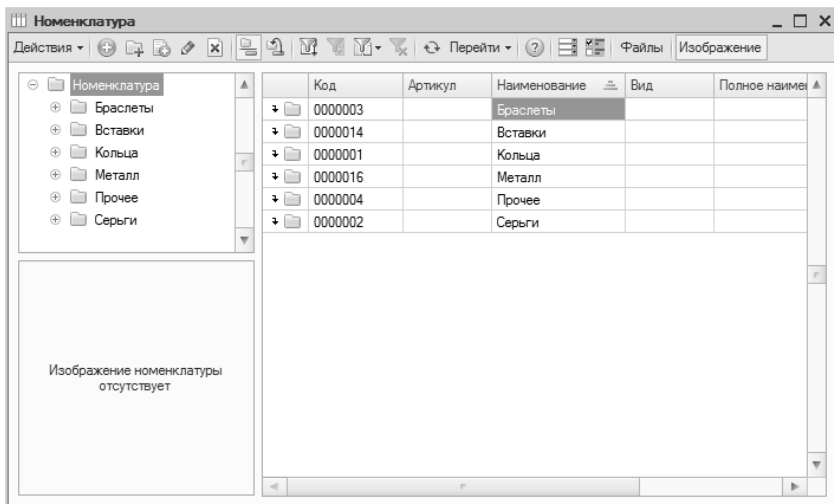 Номенклатура
Действия Перейти Файлы Изображение
Номенклатура
Браслеты
Вставки
Кольца
Металл
Прочее
Серьги
Код Артикул Наименование Вид Полное наимен
0000003 Браслеты
0000014 Вставки
0000001 Кольца
0000016 Металл
0000004 Прочее
0000002 Серьги
Изображение номенклатуры
отсутствует